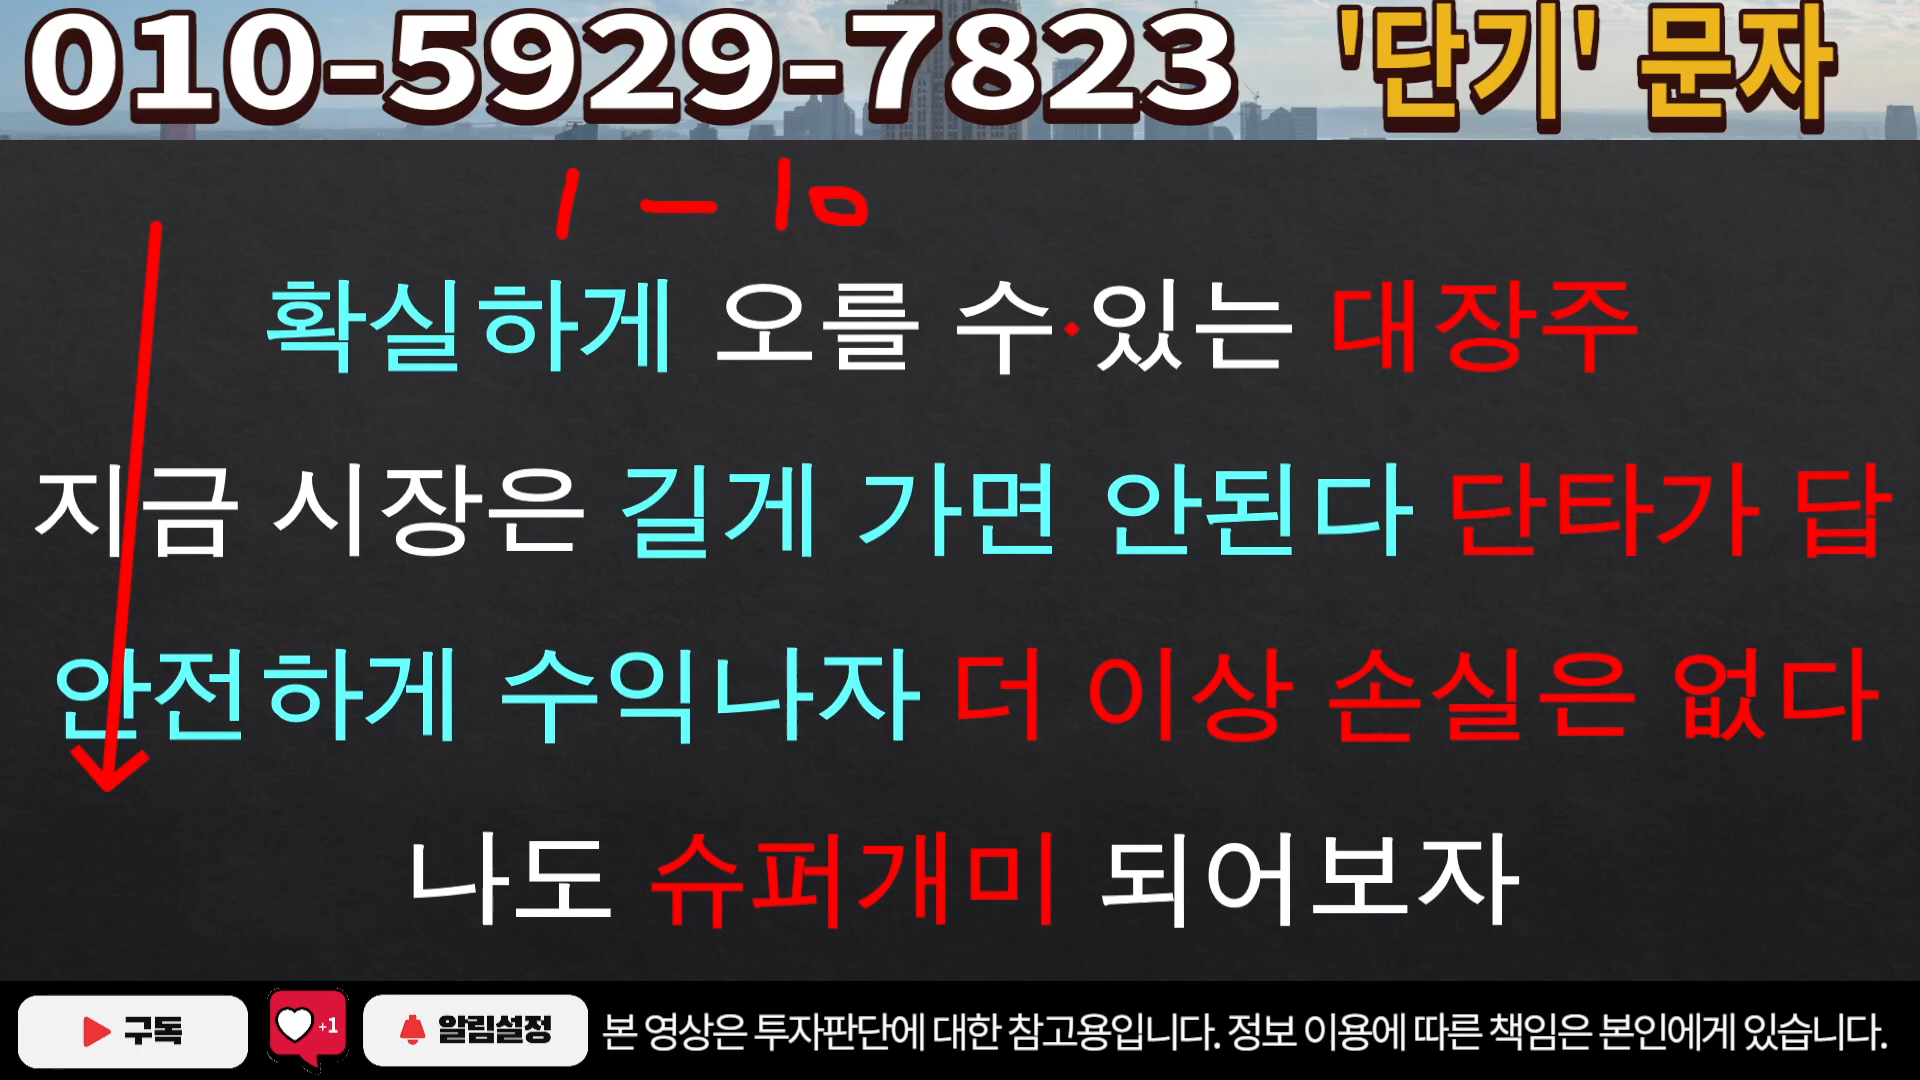 010-5929-7823 '단기' 문자
1 - 10
확실하게 오를 수 있는 대장주
지금 시장은 길게 가면 안된다 단타가 답
안전하게 수익나자 더 이상 손실은 없다
나도 슈퍼개미 되어보자
구독 +1 알림설정 본 영상은 투자판단에 대한 참고용입니다. 정보 이용에 따른 책임은 본인에게 있습니다.